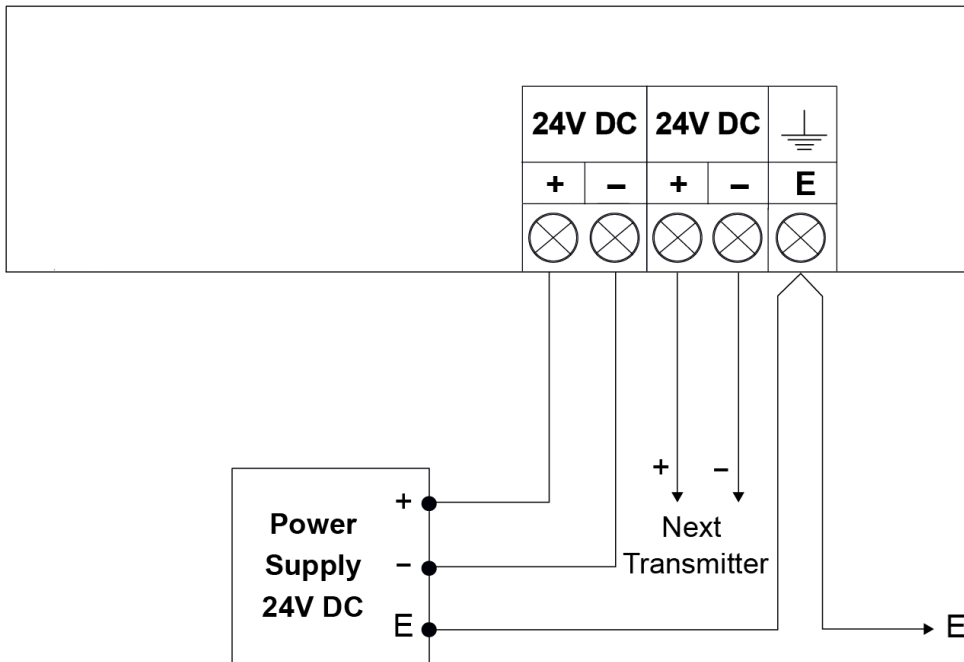 24V DC 24V DC
+ – + – E
+ –
Next
Transmitter
Power
Supply
24V DC
+
–
E
E